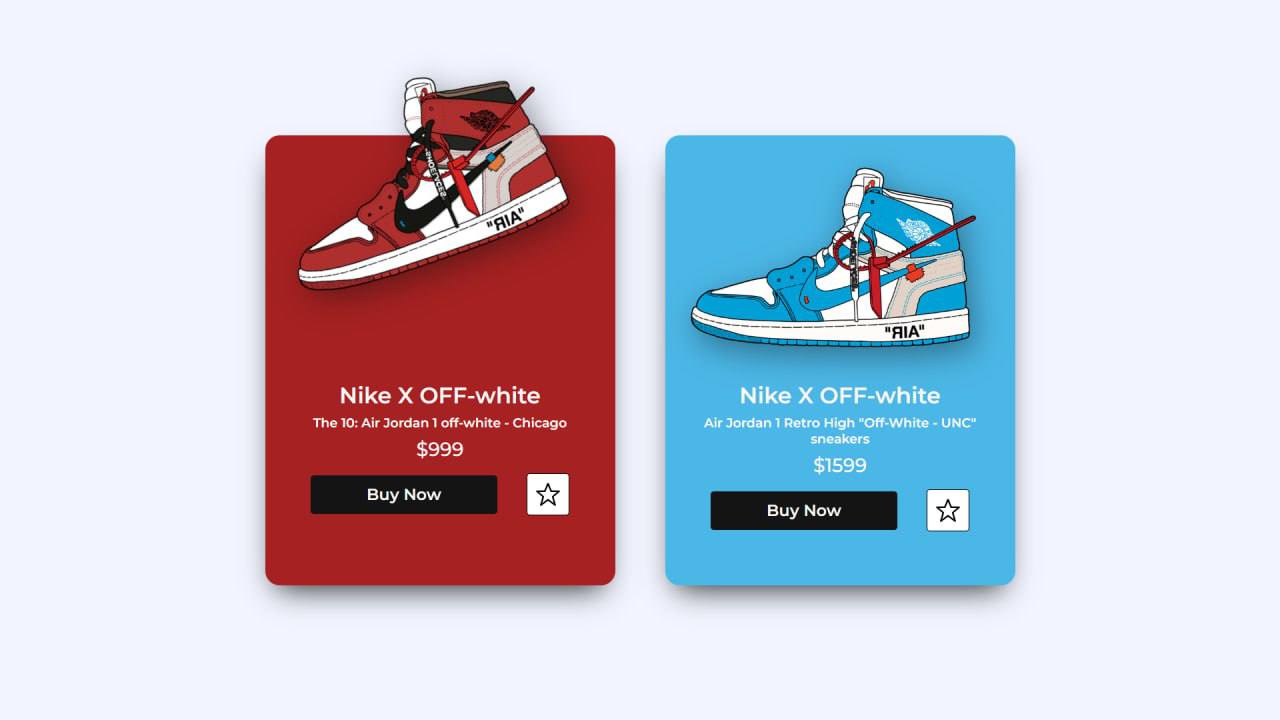 "AIR"
Nike X OFF-white
The 10: Air Jordan 1 off-white - Chicago
$999
Buy Now
"AIR"
Nike X OFF-white
Air Jordan 1 Retro High "Off-White - UNC"
sneakers
$1599
Buy Now